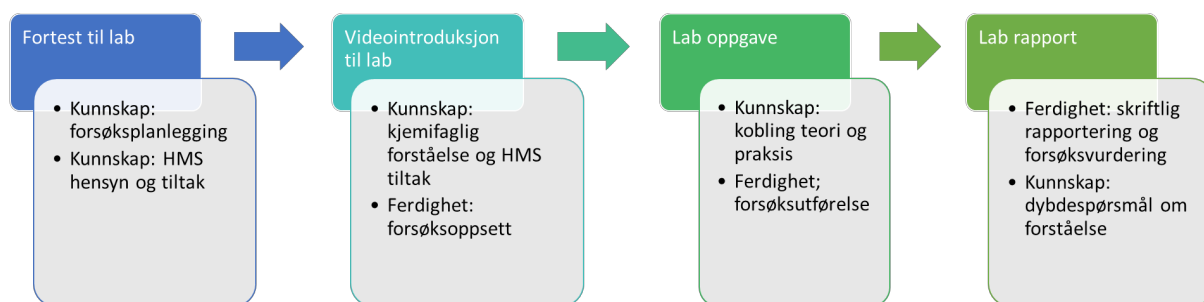 Fortest til lab
• Kunnskap:
forsøksplanlegging
• Kunnskap: HMS
hensyn og tiltak
Videointroduksjon
til lab
• Kunnskap:
kjemifaglig
forståelse og HMS
tiltak
• Ferdighet:
forsøksoppsett
Lab oppgave
• Kunnskap:
kobling teori og
praksis
• Ferdighet;
forsøksutførelse
Lab rapport
• Ferdighet: skriftlig
rapportering og
forsøksvurdering
• Kunnskap:
dybdespørsmål om
forståelse